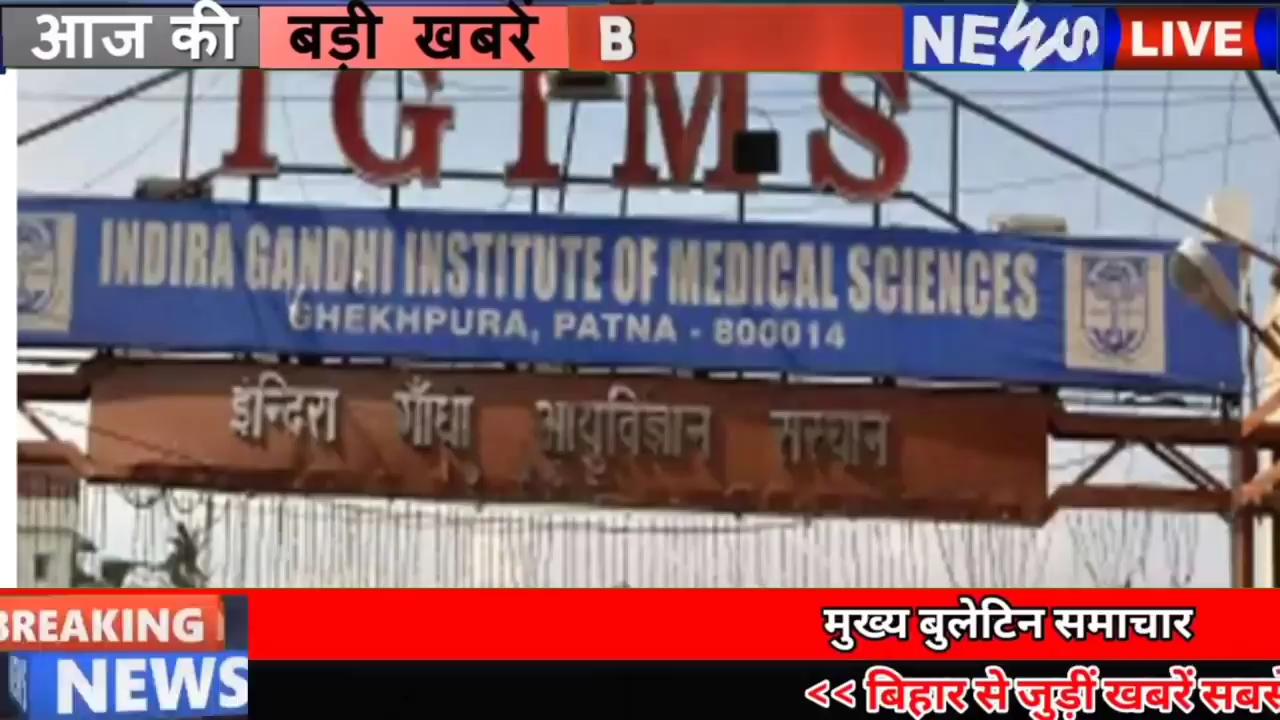 आज की बड़ी खबरें B NEWS LIVE
IGIMS
INDIRA GANDHI INSTITUTE OF MEDICAL SCIENCES
SHEKHPURA, PATNA - 800014
इन्दिरा गाँधी आयुर्विज्ञान संस्थान
BREAKING
NEWS
मुख्य बुलेटिन समाचार
<< बिहार से जुड़ीं खबरें सबसे